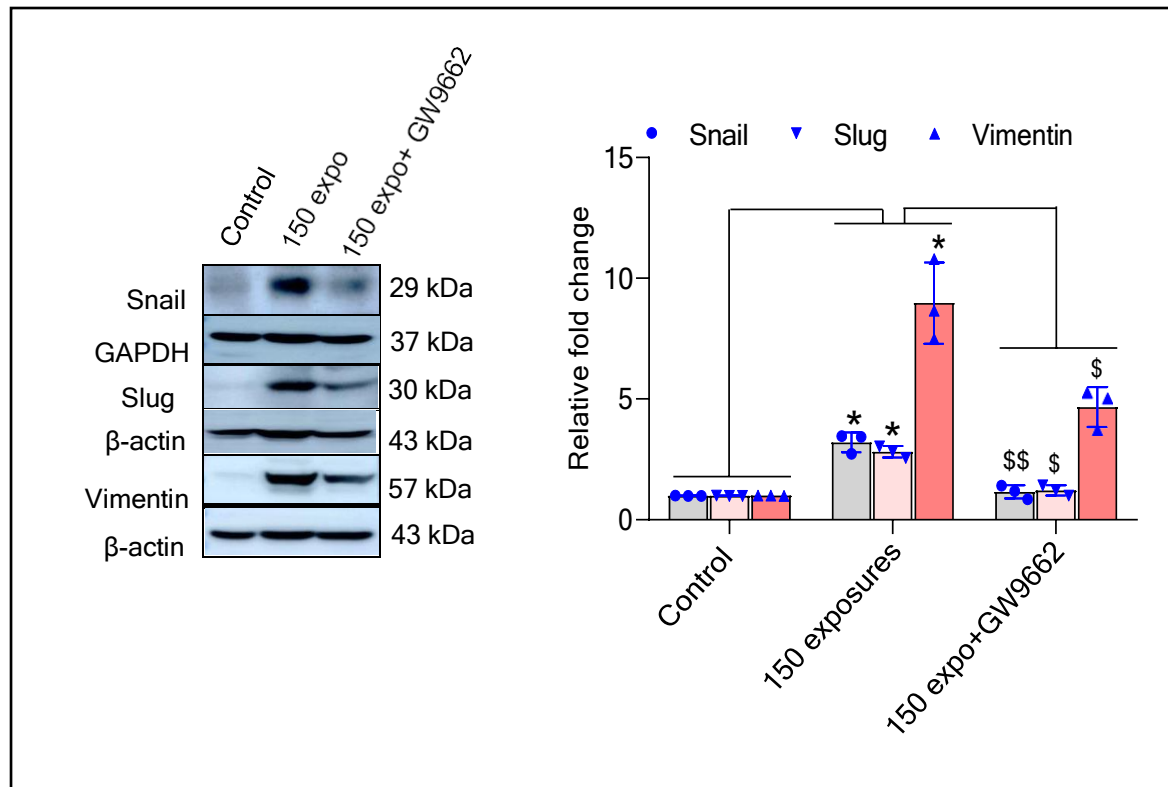 Control
150 expo
150 expo+ GW9662
Snail
29 kDa
GAPDH
37 kDa
Slug
30 kDa
β-actin
43 kDa
Vimentin
57 kDa
β-actin
43 kDa
Snail Slug Vimentin
Relative fold change
15
10
5
0
*
* *
$
$$ $
Control
150 exposures
150 expo+GW9662